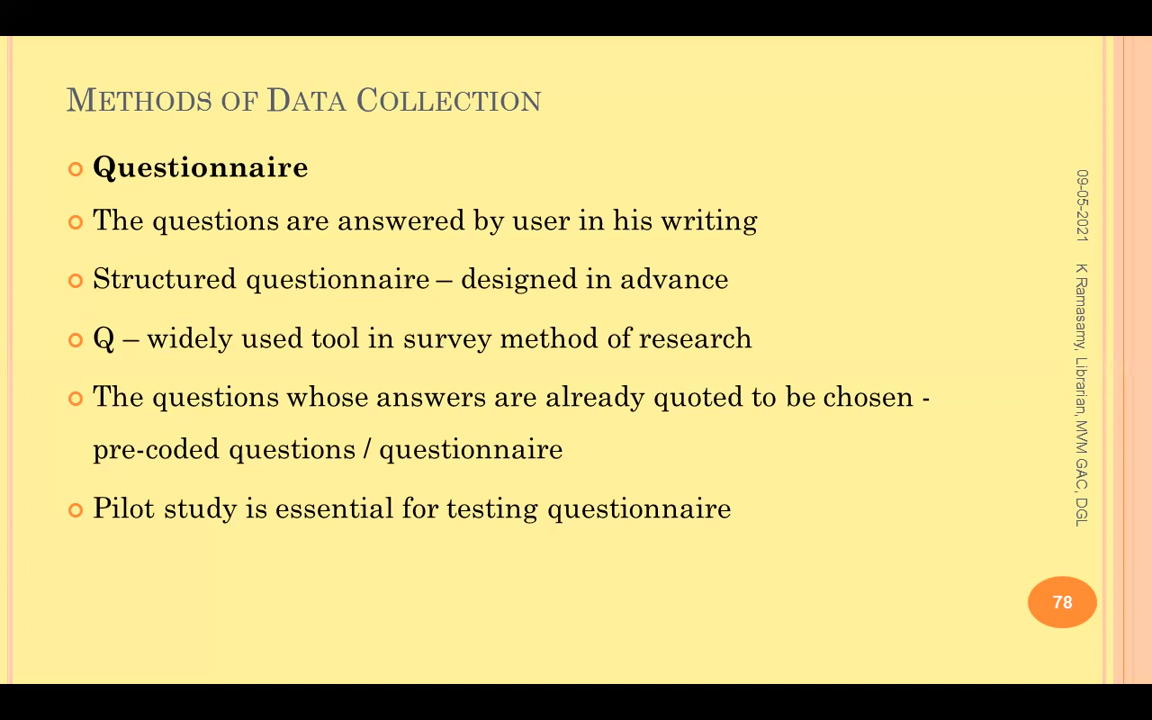 METHODS OF DATA COLLECTION
Questionnaire
The questions are answered by user in his writing
Structured questionnaire – designed in advance
Q – widely used tool in survey method of research
The questions whose answers are already quoted to be chosen -
pre-coded questions / questionnaire
Pilot study is essential for testing questionnaire
09-05-2021 K Ramasamy, Librarian, MVM GAC, DGL
78